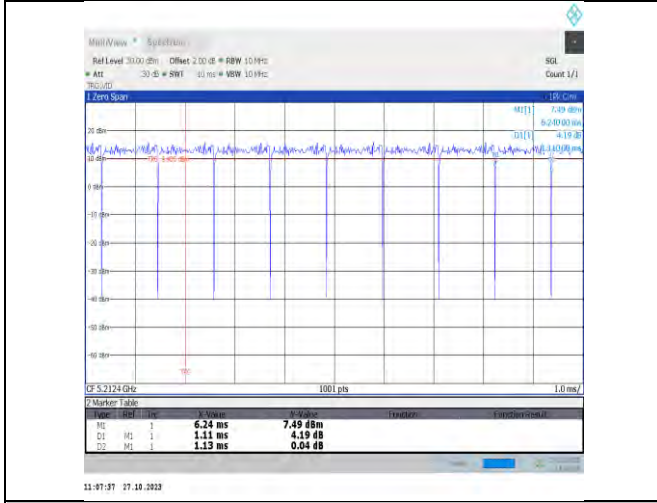 MultiView Spectrum
Ref Level 30.00 dBm Offset 2.00 dB RBW 10 MHz SGL
Att 30 dB SWT 10 ms VBW 10 MHz Count 1/1
TRG:VID
1 Zero Span
M1[1] 7.49 dBm
6.24000 ms
20 dBm
D1[1] 4.19 dB
10 dBm
0 dBm
-10 dBm
-20 dBm
-30 dBm
-40 dBm
-50 dBm
-60 dBm
TRG
CF 5.2124 GHz 1001 pts 1.0 ms/
2 Marker Table
Type Ref Trc X-Value Y-Value Function Function Result
M1 1 6.24 ms 7.49 dBm
D1 M1 1 1.11 ms 4.19 dB
D2 M1 1 1.13 ms 0.04 dB
11:07:37 27.10.2023